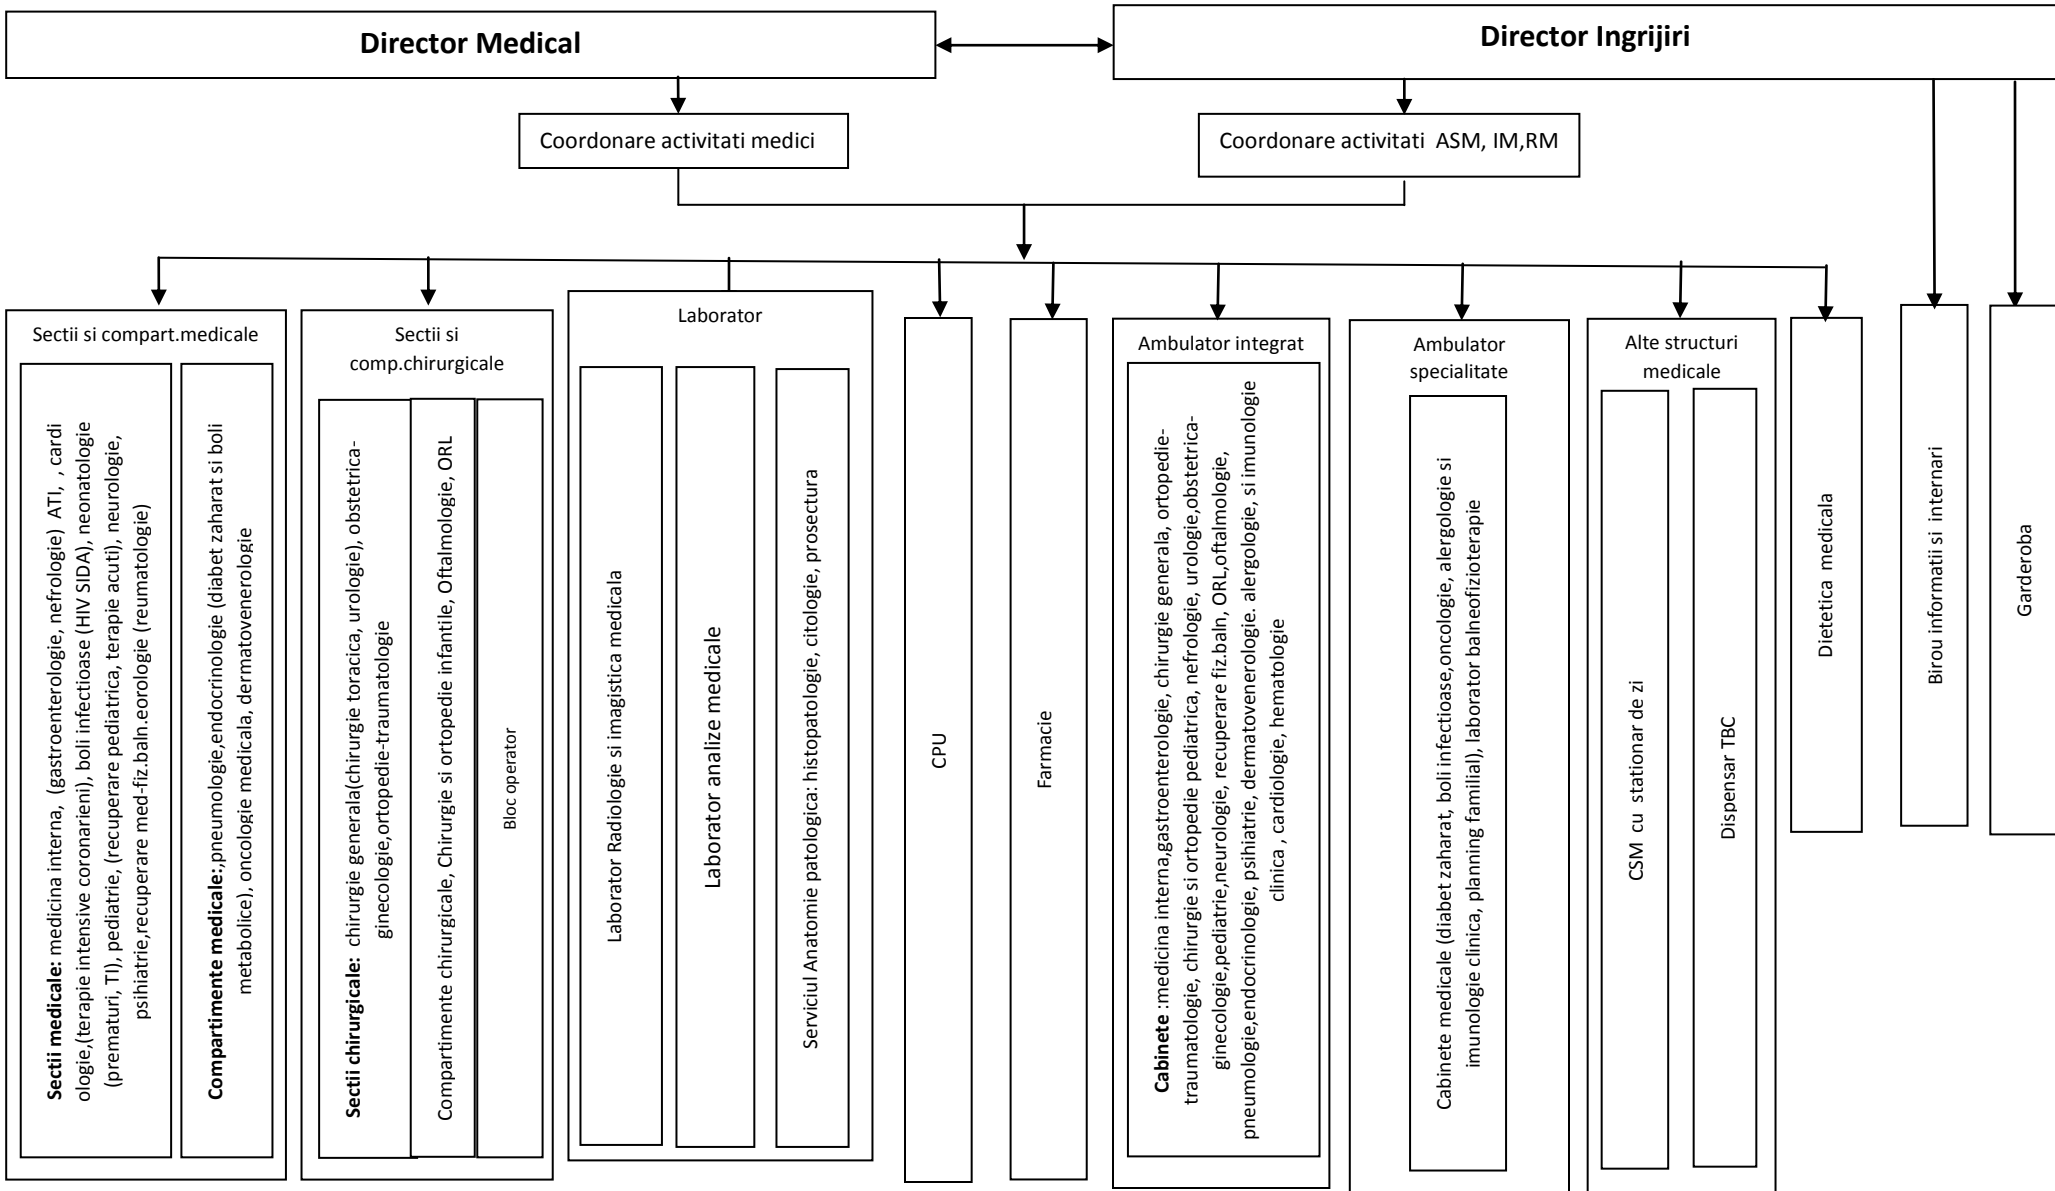 Director Medical
Director Ingrijiri
Coordonare activitati medici
Coordonare activitati ASM, IM,RM
Sectii si compart.medicale
Sectii medicale: medicina interna, (gastroenterologie, nefrologie) ATI, , cardi
ologie,(terapie intensive coronarieni), boli infectioase (HIV SIDA), neonatologie
(prematuri, TI), pediatrie, (recuperare pediatrica, terapie acuti), neurologie,
psihiatrie,recuperare med-fiz.baln.eorologie (reumatologie)
Compartimente medicale:,pneumologie,endocrinologie (diabet zaharat si boli
metabolice), oncologie medicala, dermatovenerologie
Sectii si
comp.chirurgicale
Sectii chirurgicale: chirurgie generala(chirurgie toracica, urologie), obstetrica-
ginecologie,ortopedie-traumatologie
Compartimente chirurgicale, Chirurgie si ortopedie infantile, Oftalmologie, ORL
Bloc operator
Laborator
Laborator Radiologie si imagistica medicala
Laborator analize medicale
Serviciul Anatomie patologica: histopatologie, citologie, prosectura
CPU
Farmacie
Ambulator integrat
Cabinete :medicina interna,gastroenterologie, chirurgie generala, ortopedie-
traumatologie, chirurgie si ortopedie pediatrica, nefrologie, urologie,obstetrica-
ginecologie,pediatrie,neurologie, recuperare fiz.baln, ORL,oftalmologie,
pneumologie,endocrinologie, psihiatrie, dermatovenerologie. alergologie, si imunologie
clinica , cardiologie, hematologie
Ambulator
specialitate
Cabinete medicale (diabet zaharat, boli infectioase,oncologie, alergologie si
imunologie clinica, planning familial), laborator balneofizioterapie
Alte structuri
medicale
CSM cu stationar de zi
Dispensar TBC
Dietetica medicala
Birou informatii si internari
Garderoba